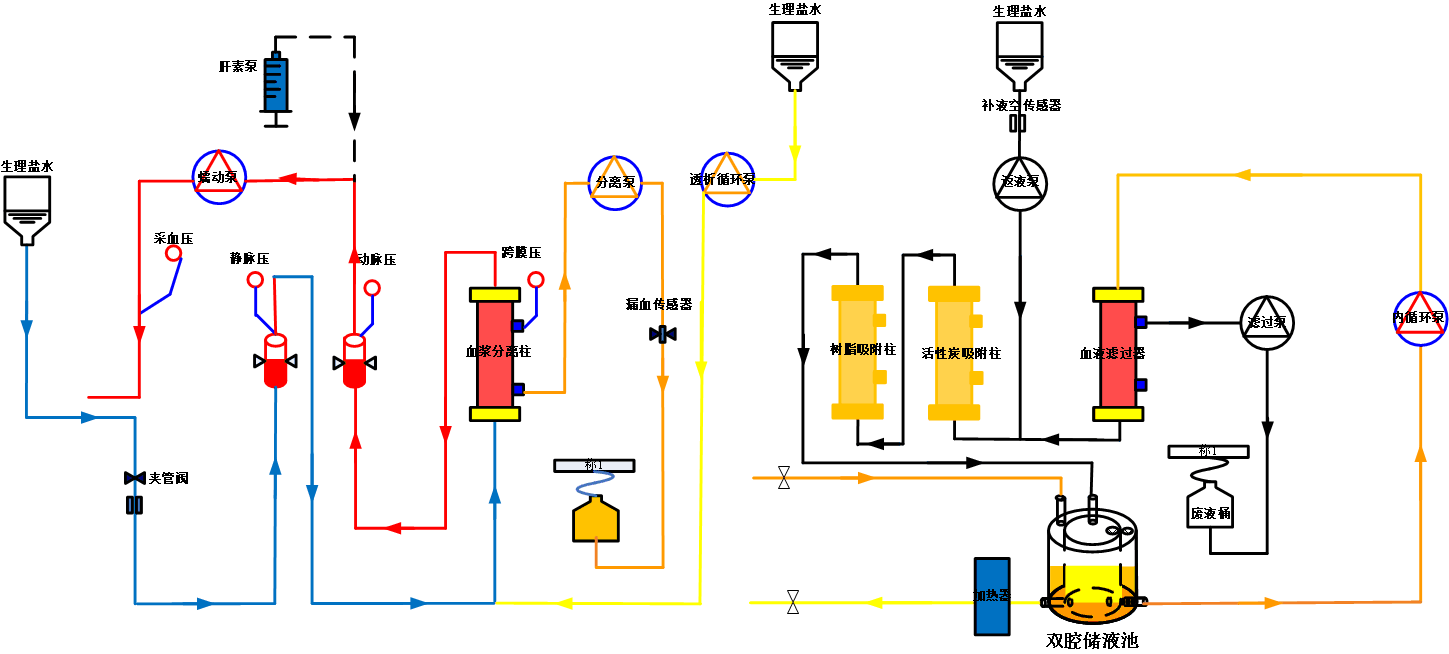 生理盐水
生理盐水
肝素泵
补液空传感器
生理盐水
蠕动泵
分离泵
透析循环泵
返液泵
采血压
静脉压
动脉压
跨膜压
漏血传感器
内循环泵
滤过泵
血浆分离柱
树脂吸附柱
活性炭吸附柱
血液滤过器
称1
称1
夹管阀
废液桶
加热器
双腔储液池